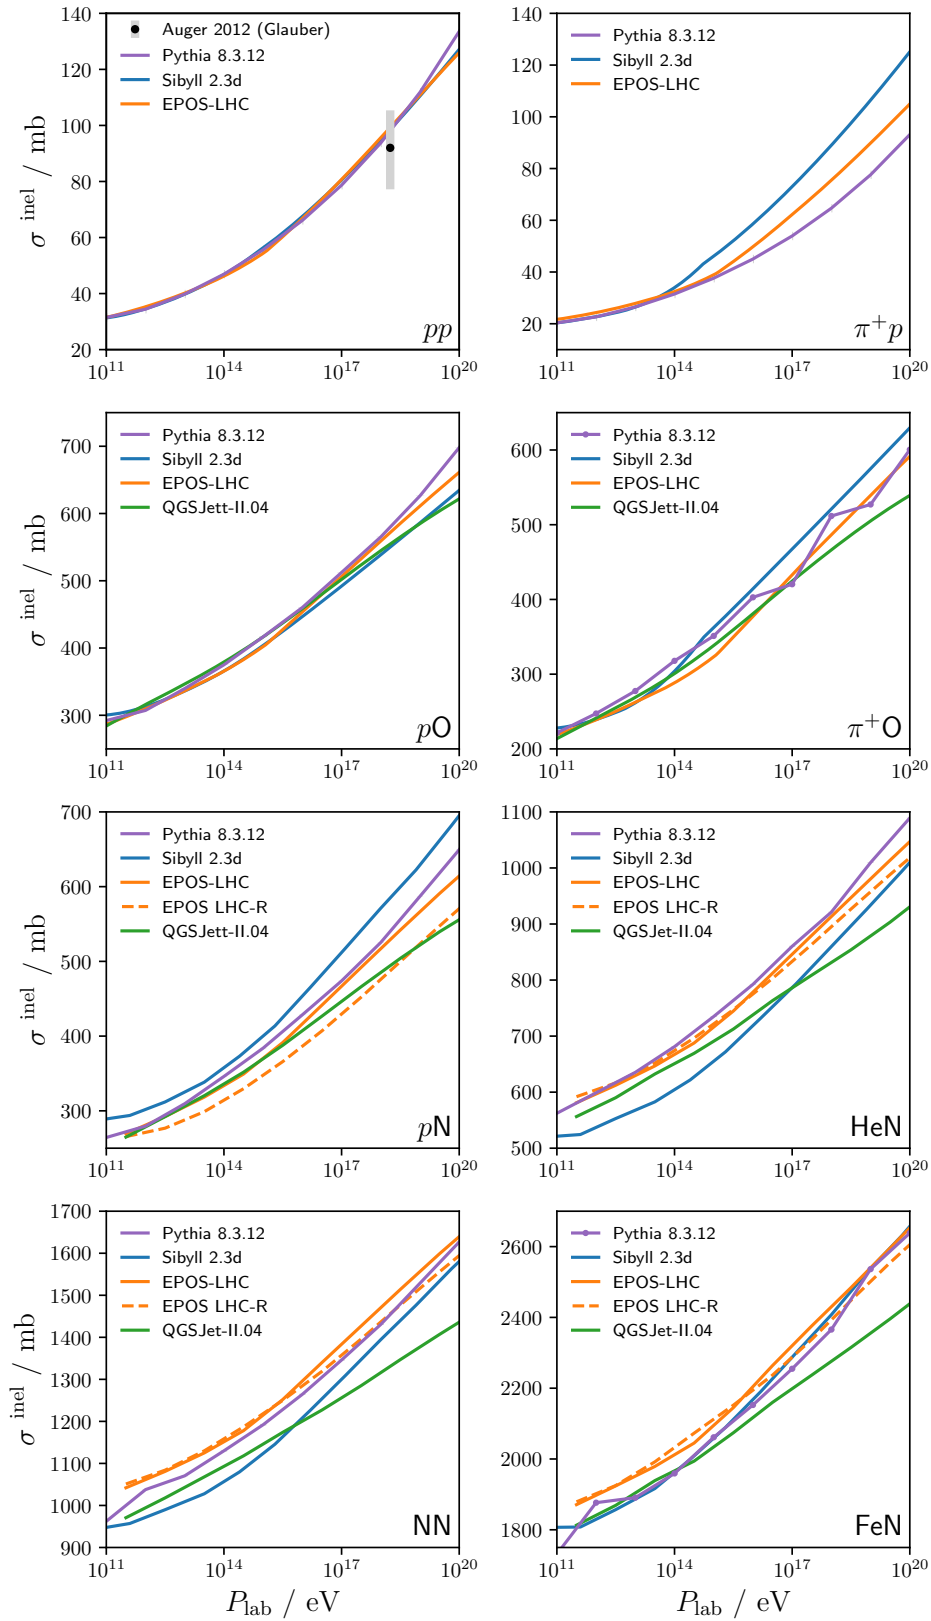 140
120
100
80
60
40
20
σ inel / mb
Auger 2012 (Glauber)
Pythia 8.3.12
Sibyll 2.3d
EPOS-LHC
pp
10^11 10^14 10^17 10^20
140
120
100
80
60
40
20
Pythia 8.3.12
Sibyll 2.3d
EPOS-LHC
π+p
10^11 10^14 10^17 10^20
700
600
500
400
300
σ inel / mb
Pythia 8.3.12
Sibyll 2.3d
EPOS-LHC
QGSJett-II.04
pO
10^11 10^14 10^17 10^20
600
500
400
300
200
Pythia 8.3.12
Sibyll 2.3d
EPOS-LHC
QGSJett-II.04
π+O
10^11 10^14 10^17 10^20
700
600
500
400
300
σ inel / mb
Pythia 8.3.12
Sibyll 2.3d
EPOS-LHC
EPOS LHC-R
QGSJett-II.04
pN
10^11 10^14 10^17 10^20
1100
1000
900
800
700
600
500
Pythia 8.3.12
Sibyll 2.3d
EPOS-LHC
EPOS LHC-R
QGSJet-II.04
HeN
10^11 10^14 10^17 10^20
1700
1600
1500
1400
1300
1200
1100
1000
900
σ inel / mb
Pythia 8.3.12
Sibyll 2.3d
EPOS-LHC
EPOS LHC-R
QGSJet-II.04
NN
10^11 10^14 10^17 10^20
P_lab / eV
2600
2400
2200
2000
1800
Pythia 8.3.12
Sibyll 2.3d
EPOS-LHC
EPOS LHC-R
QGSJet-II.04
FeN
10^11 10^14 10^17 10^20
P_lab / eV